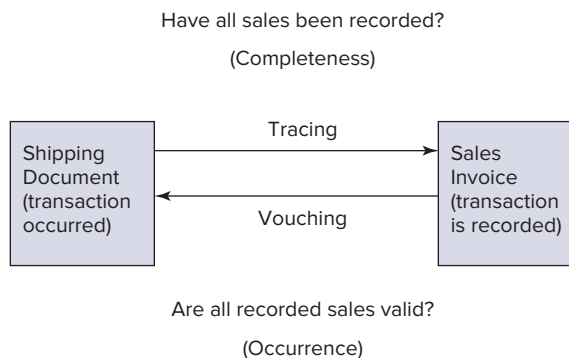 Have all sales been recorded?
(Completeness)
Tracing
Shipping
Document
(transaction
occurred)
Sales
Invoice
(transaction
is recorded)
Vouching
Are all recorded sales valid?
(Occurrence)